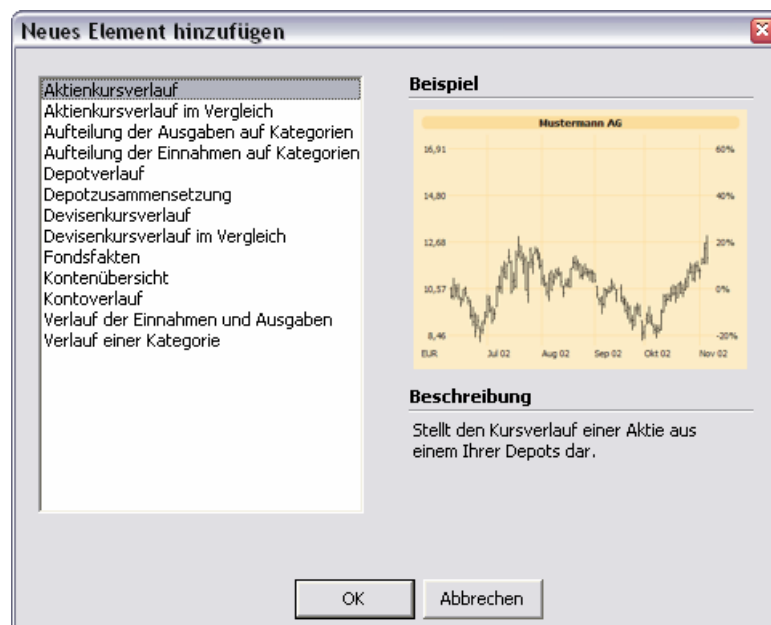 Neues Element hinzufügen
Aktienkursverlauf
Aktienkursverlauf im Vergleich
Aufteilung der Ausgaben auf Kategorien
Aufteilung der Einnahmen auf Kategorien
Depotverlauf
Depotzusammensetzung
Devisenkursverlauf
Devisenkursverlauf im Vergleich
Fondsfakten
Kontenübersicht
Kontoverlauf
Verlauf der Einnahmen und Ausgaben
Verlauf einer Kategorie
Beispiel
Mustermann AG
16,91 60%
14,80 40%
12,68 20%
10,57 0%
8,46 -20%
EUR Jul 02 Aug 02 Sep 02 Okt 02 Nov 02
Beschreibung
Stellt den Kursverlauf einer Aktie aus
einem Ihrer Depots dar.
OK Abbrechen